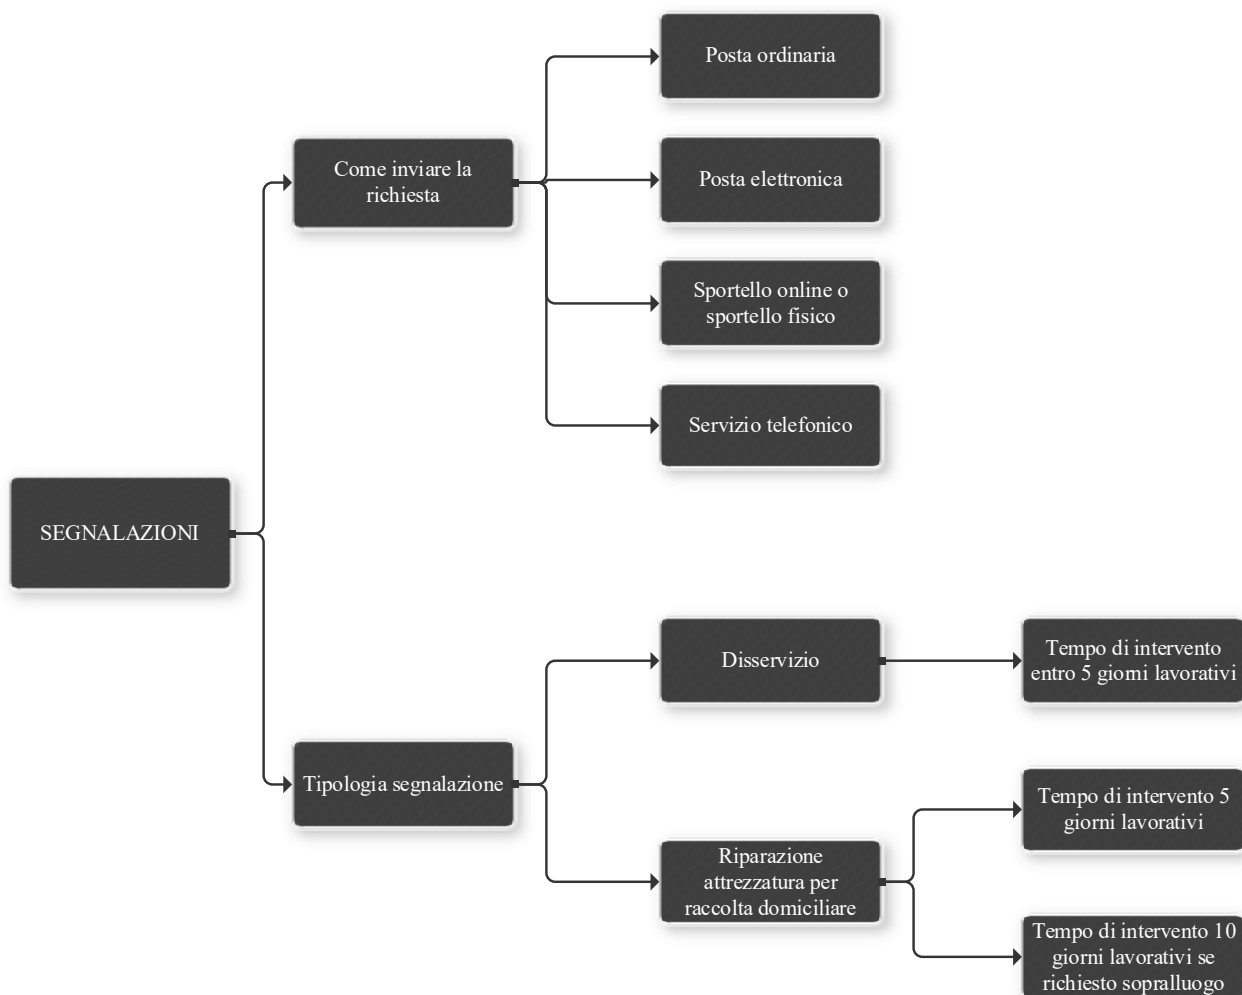 Posta ordinaria
Come inviare la
richiesta
Posta elettronica
Sportello online o
sportello fisico
Servizio telefonico
SEGNALAZIONI
Disservizio
Tempo di intervento
entro 5 giorni lavorativi
Tipologia segnalazione
Tempo di intervento 5
giorni lavorativi
Riparazione
attrezzatura per
raccolta domiciliare
Tempo di intervento 10
giorni lavorativi se
richiesto sopralluogo